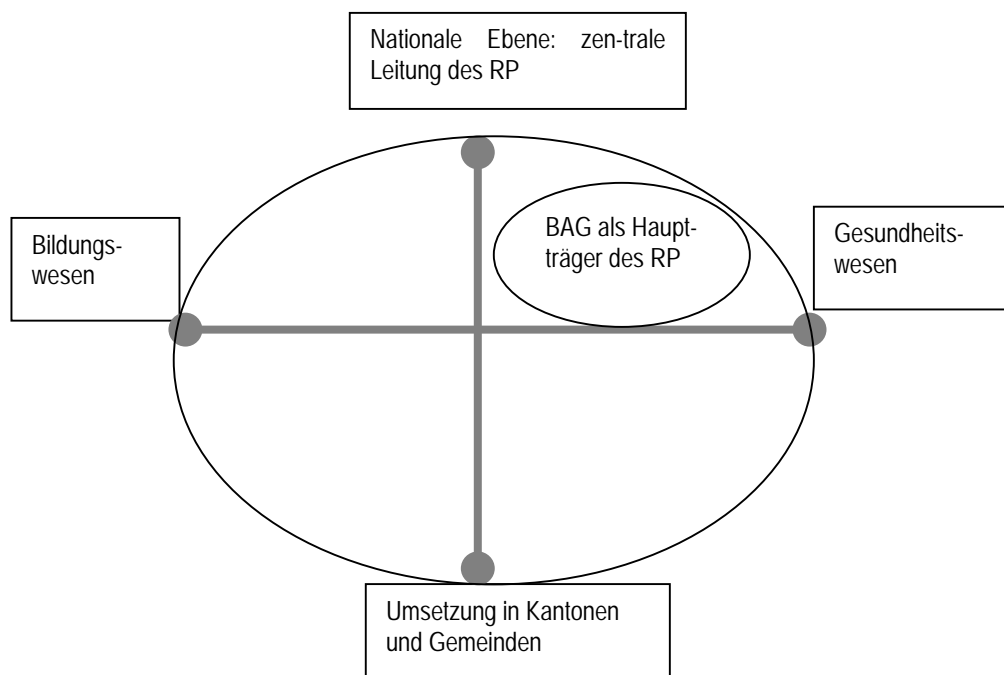 Nationale Ebene: zen-trale
Leitung des RP
Bildungs-
wesen
BAG als Haupt-
träger des RP
Gesundheits-
wesen
Umsetzung in Kantonen
und Gemeinden